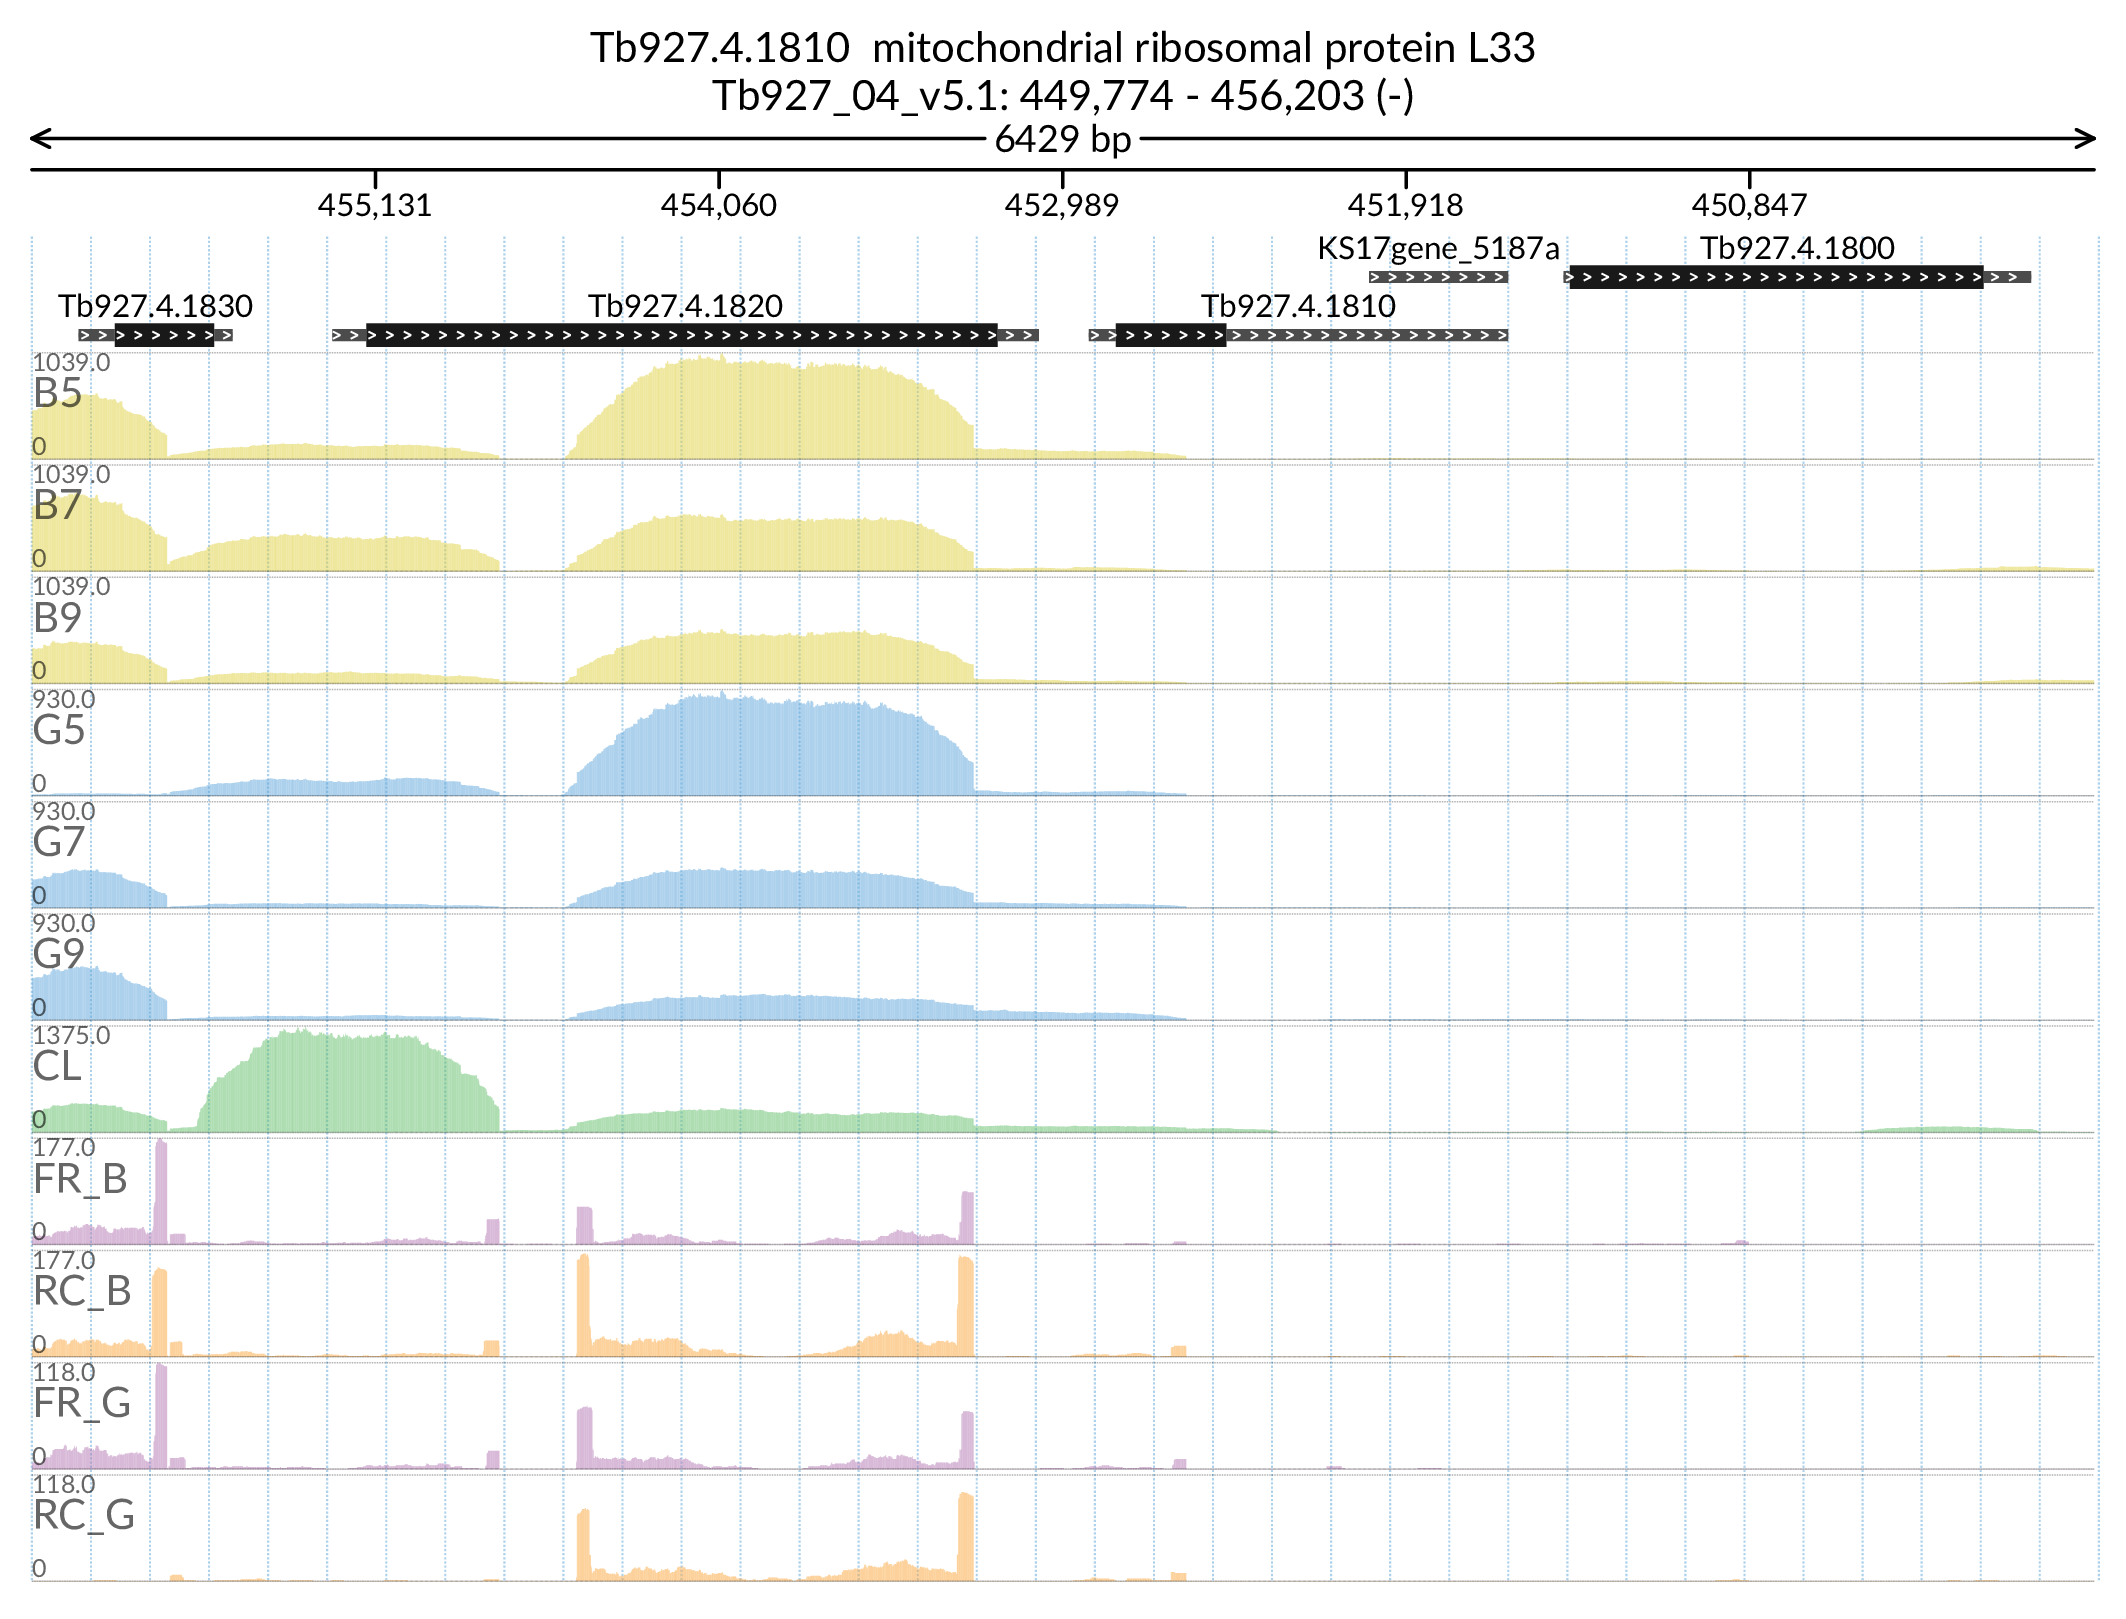 Tb927.4.1810  mitochondrial ribosomal protein L33
Tb927_04_v5.1: 449,774 - 456,203 (-)
6429 bp
455,131 454,060 452,989 451,918 450,847
KS17gene_5187a Tb927.4.1800
Tb927.4.1830 Tb927.4.1820 Tb927.4.1810
1039.0
B5
0
1039.0
B7
0
1039.0
B9
0
930.0
G5
0
930.0
G7
0
930.0
G9
0
1375.0
CL
0
177.0
FR_B
0
177.0
RC_B
0
118.0
FR_G
0
118.0
RC_G
0